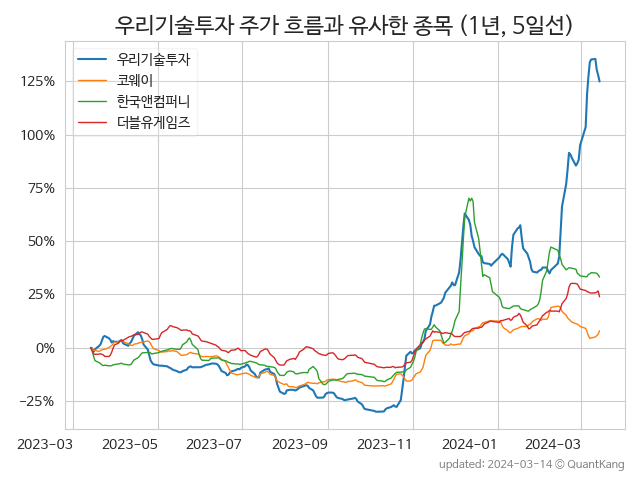 우리기술투자 주가 흐름과 유사한 종목 (1년, 5일선)
우리기술투자
코웨이
한국앤컴퍼니
더블유게임즈
125%
100%
75%
50%
25%
0%
−25%
2023-03 2023-05 2023-07 2023-09 2023-11 2024-01 2024-03
updated: 2024-03-14 © QuantKang